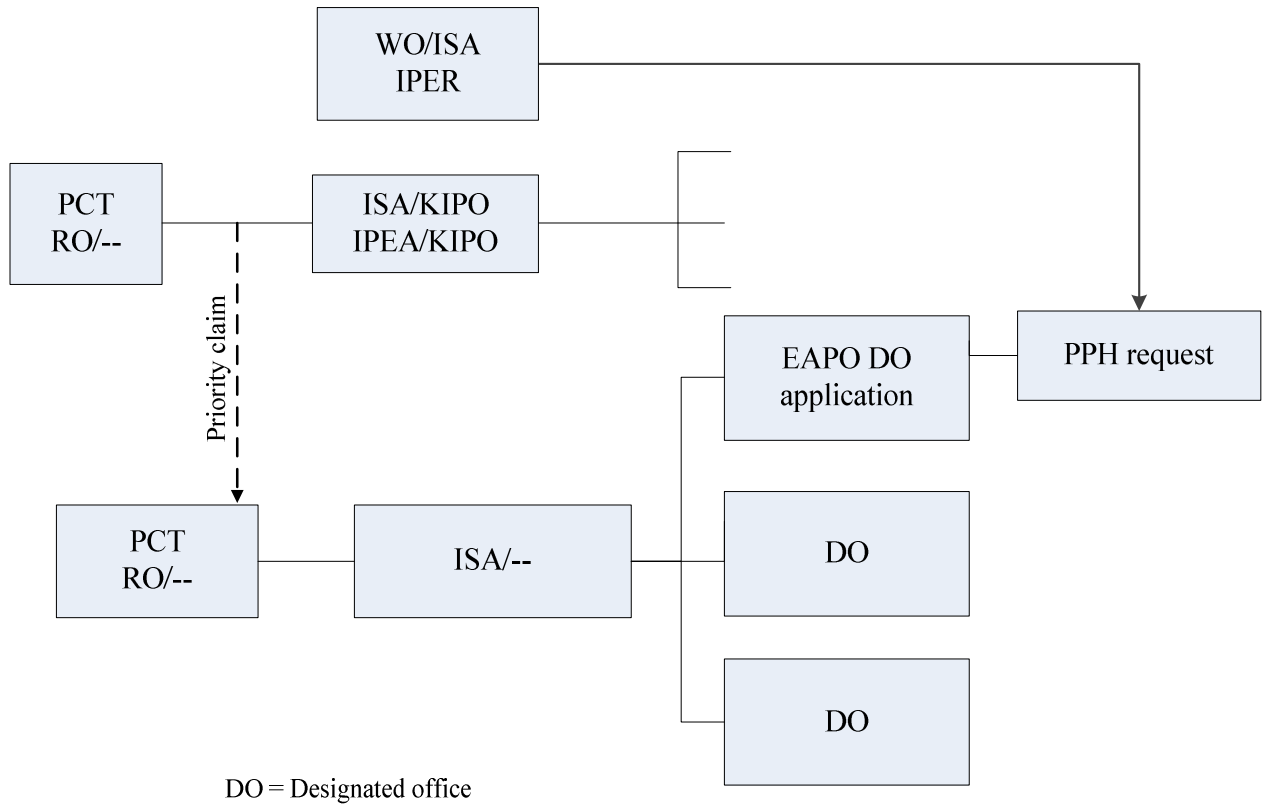 WO/ISA
IPER
PCT
RO/--
ISA/KIPO
IPEA/KIPO
Priority claim
EAPO DO
application
PPH request
PCT
RO/--
ISA/--
DO
DO
DO = Designated office